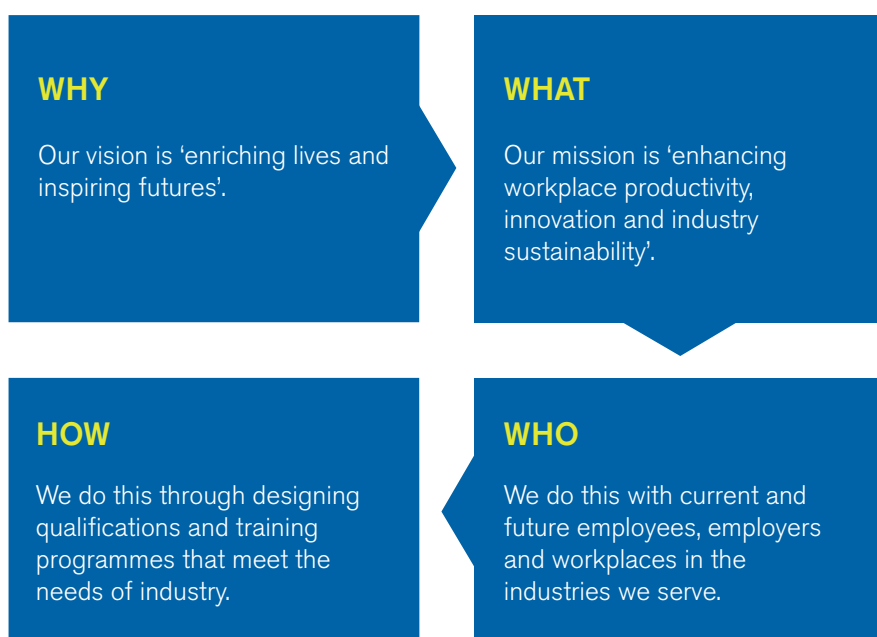 WHY
Our vision is ‘enriching lives and
inspiring futures’.
WHAT
Our mission is ‘enhancing
workplace productivity,
innovation and industry
sustainability’.
WHO
We do this with current and
future employees, employers
and workplaces in the
industries we serve.
HOW
We do this through designing
qualifications and training
programmes that meet the
needs of industry.